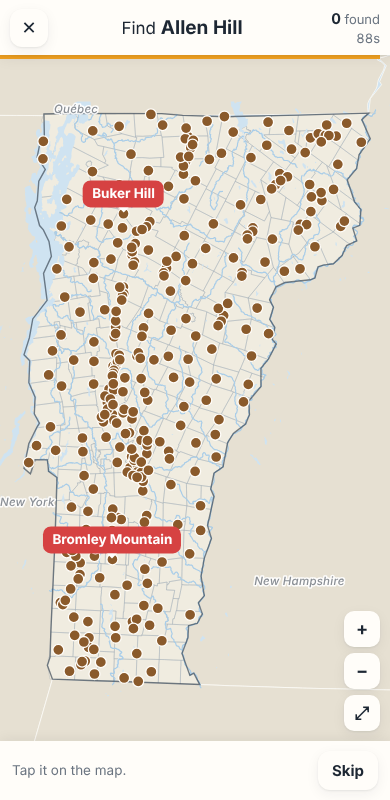 ✕
Find Allen Hill
0 found
88s
Québec
Buker Hill
New York
Bromley Mountain
New Hampshire
+
−
Tap it on the map.
Skip